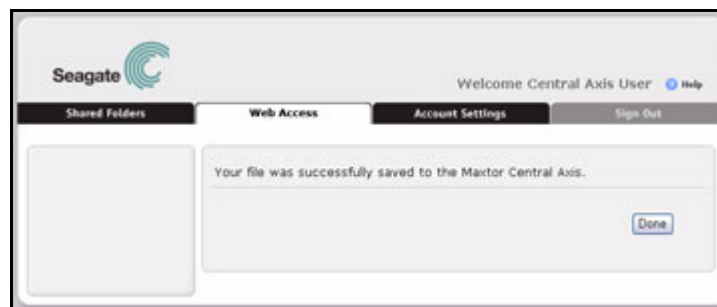 Seagate
Welcome Central Axis User ? Help
Shared Folders Web Access Account Settings Sign Out
Your file was successfully saved to the Maxtor Central Axis.
Done